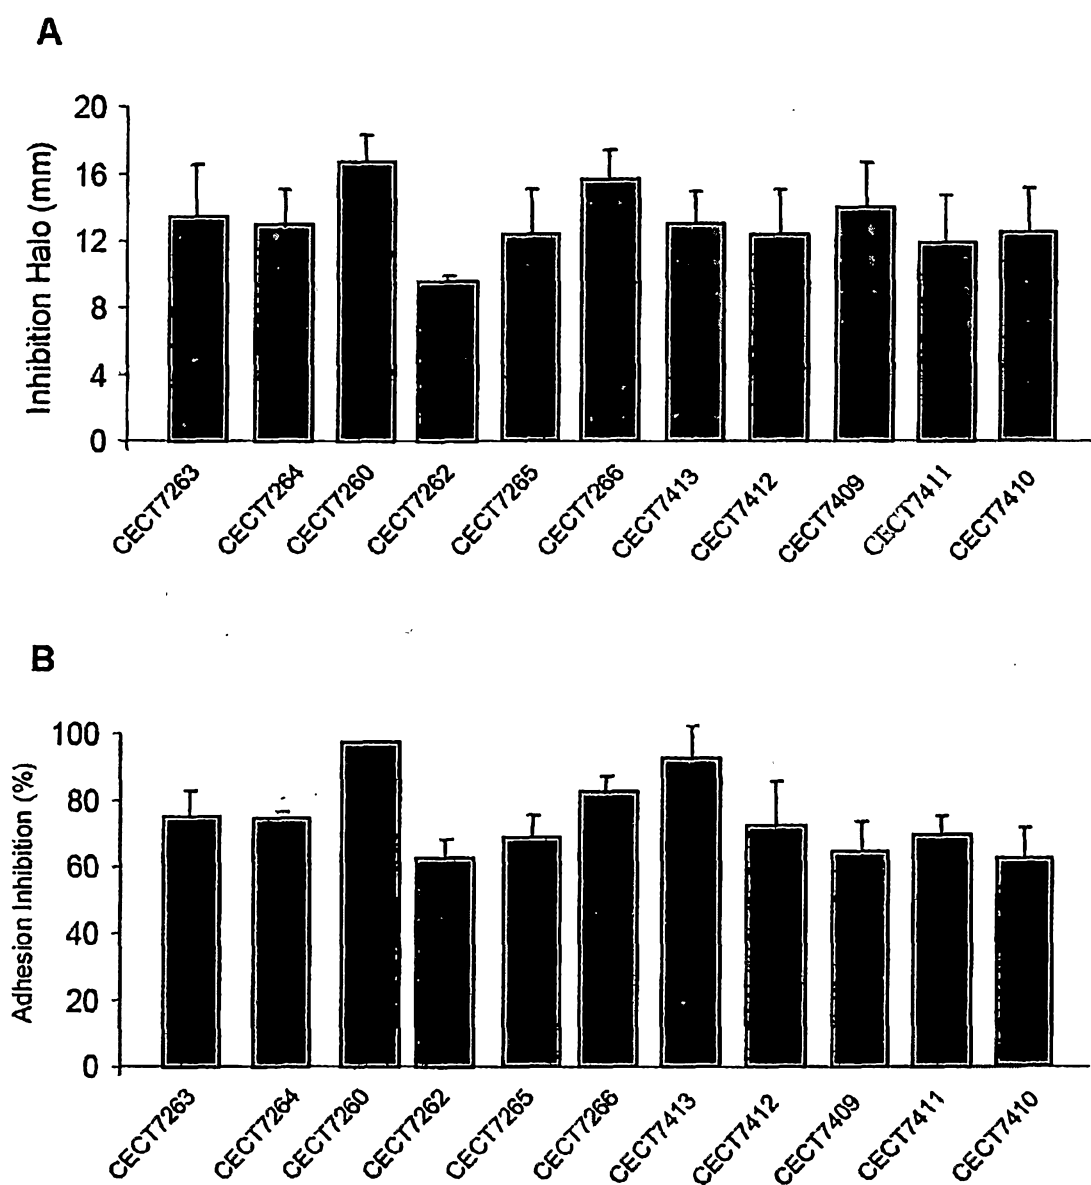 A
Inhibition Halo (mm)
20
16
12
8
4
0
CECT7263
CECT7264
CECT7260
CECT7262
CECT7265
CECT7266
CECT7413
CECT7412
CECT7409
CECT7411
CECT7410
B
Adhesion Inhibition (%)
100
80
60
40
20
0
CECT7263
CECT7264
CECT7260
CECT7262
CECT7265
CECT7266
CECT7413
CECT7412
CECT7409
CECT7411
CECT7410